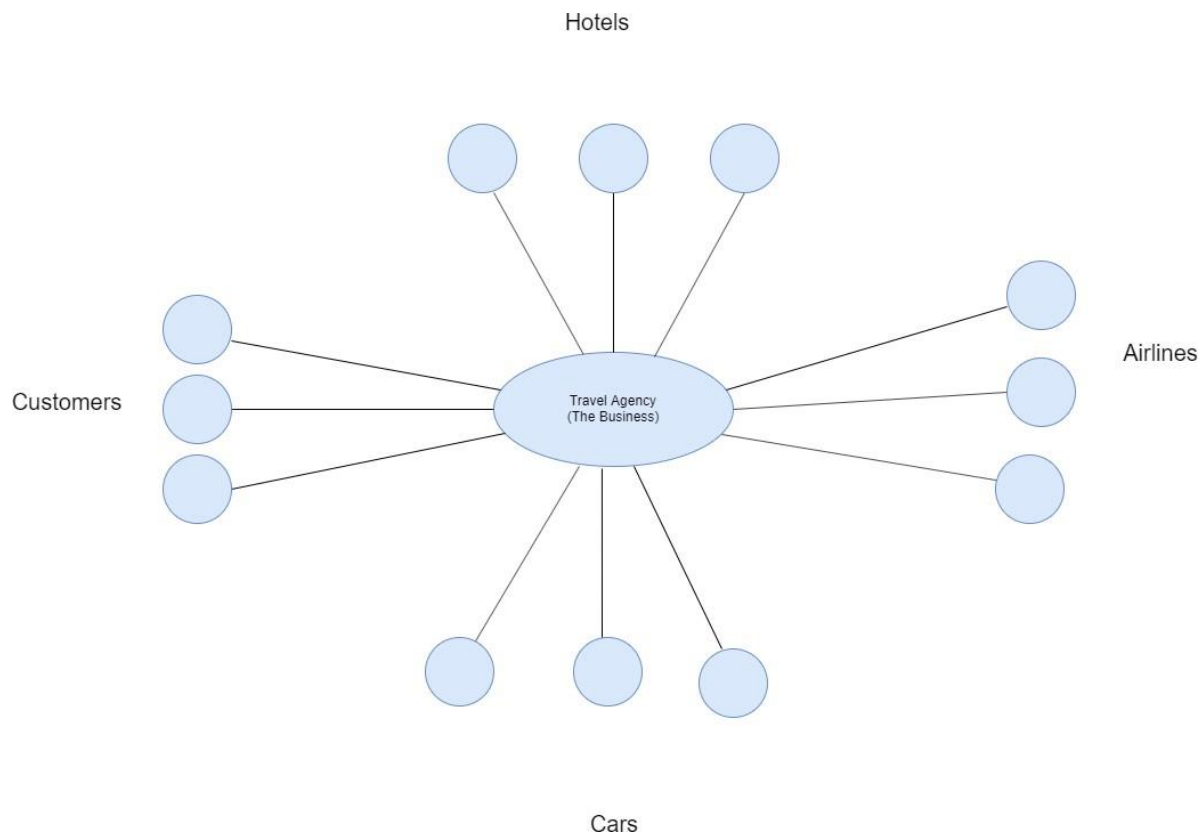 Hotels
Airlines
Travel Agency
(The Business)
Customers
Cars